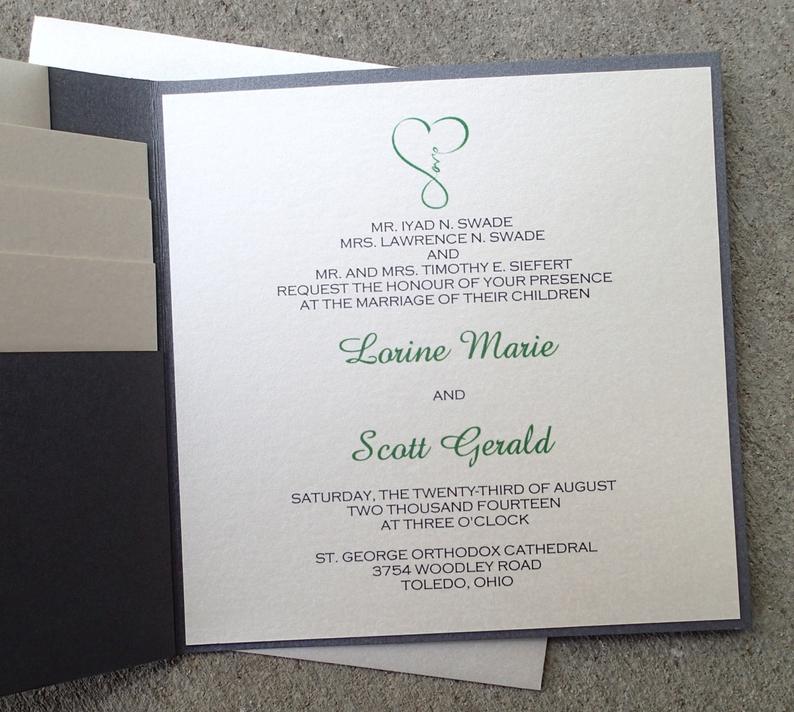 love
MR. IYAD N. SWADE
MRS. LAWRENCE N. SWADE
AND
MR. AND MRS. TIMOTHY E. SIEFERT
REQUEST THE HONOUR OF YOUR PRESENCE
AT THE MARRIAGE OF THEIR CHILDREN
Lorine Marie
AND
Scott Gerald
SATURDAY, THE TWENTY-THIRD OF AUGUST
TWO THOUSAND FOURTEEN
AT THREE O'CLOCK
ST. GEORGE ORTHODOX CATHEDRAL
3754 WOODLEY ROAD
TOLEDO, OHIO